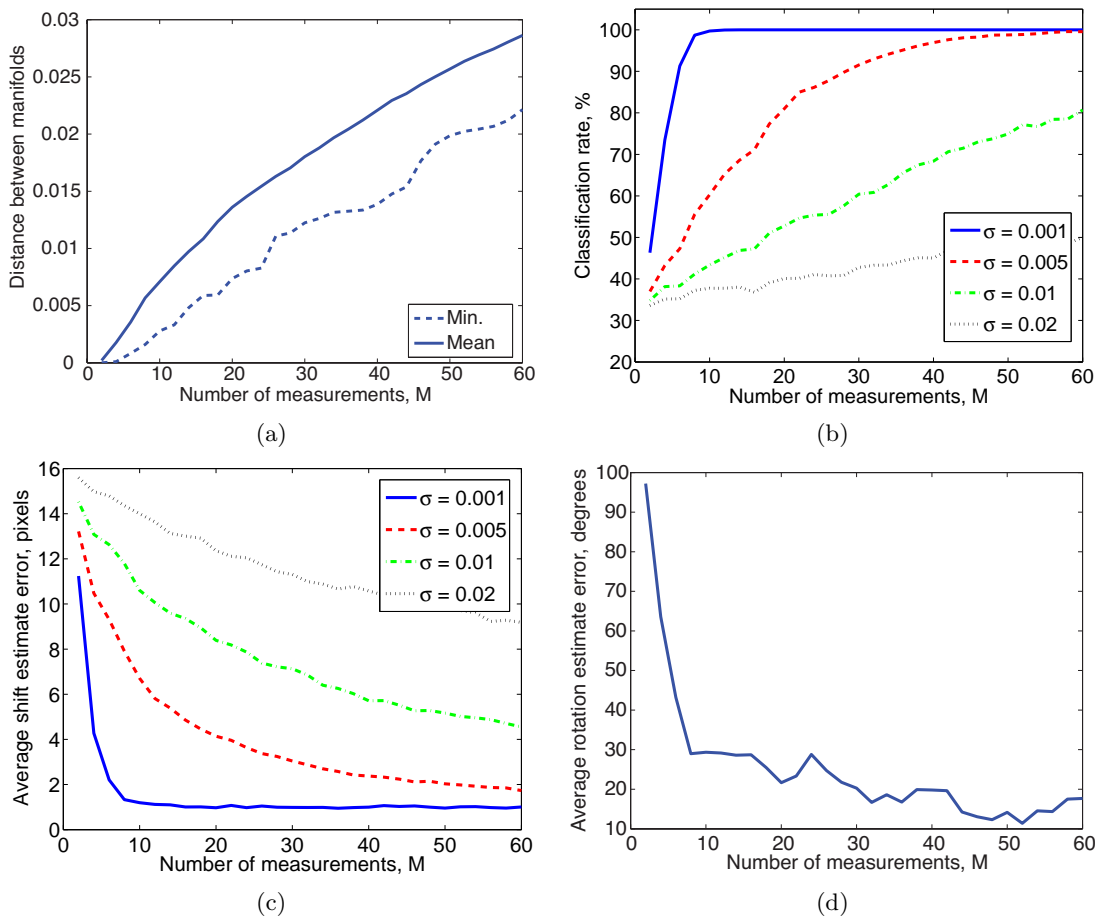 0.03
0.025
0.02
0.015
0.01
0.005
0
Distance between manifolds
0 10 20 30 40 50 60
Number of measurements, M
Min.
Mean
(a)
100
90
80
70
60
50
40
30
20
Classification rate, %
0 10 20 30 40 50 60
Number of measurements, M
σ = 0.001
σ = 0.005
σ = 0.01
σ = 0.02
(b)
16
14
12
10
8
6
4
2
0
Average shift estimate error, pixels
0 10 20 30 40 50 60
Number of measurements, M
σ = 0.001
σ = 0.005
σ = 0.01
σ = 0.02
(c)
100
90
80
70
60
50
40
30
20
10
Average rotation estimate error, degrees
0 10 20 30 40 50 60
Number of measurements, M
(d)